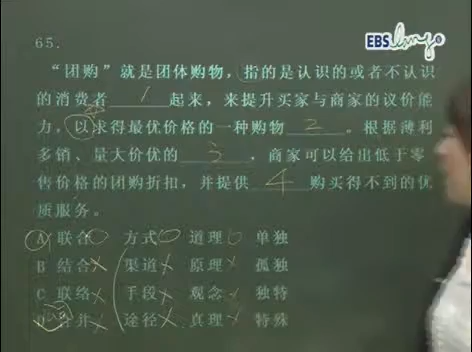 EBSlang
65.
“团购”就是团体购物，指的是认识的或者不认识
的消费者 1 起来，来提升买家与商家的议价能
力，以求得最优价格的一种购物 2 。根据薄利
多销、量大价优的 3 ，商家可以给出低于零
售价格的团购折扣，并提供 4 购买得不到的优
质服务。
A 联合 方式 道理 单独
B 结合 渠道 原理 孤独
C 联络 手段 观念 独特
D 合并 途径 真理 特殊